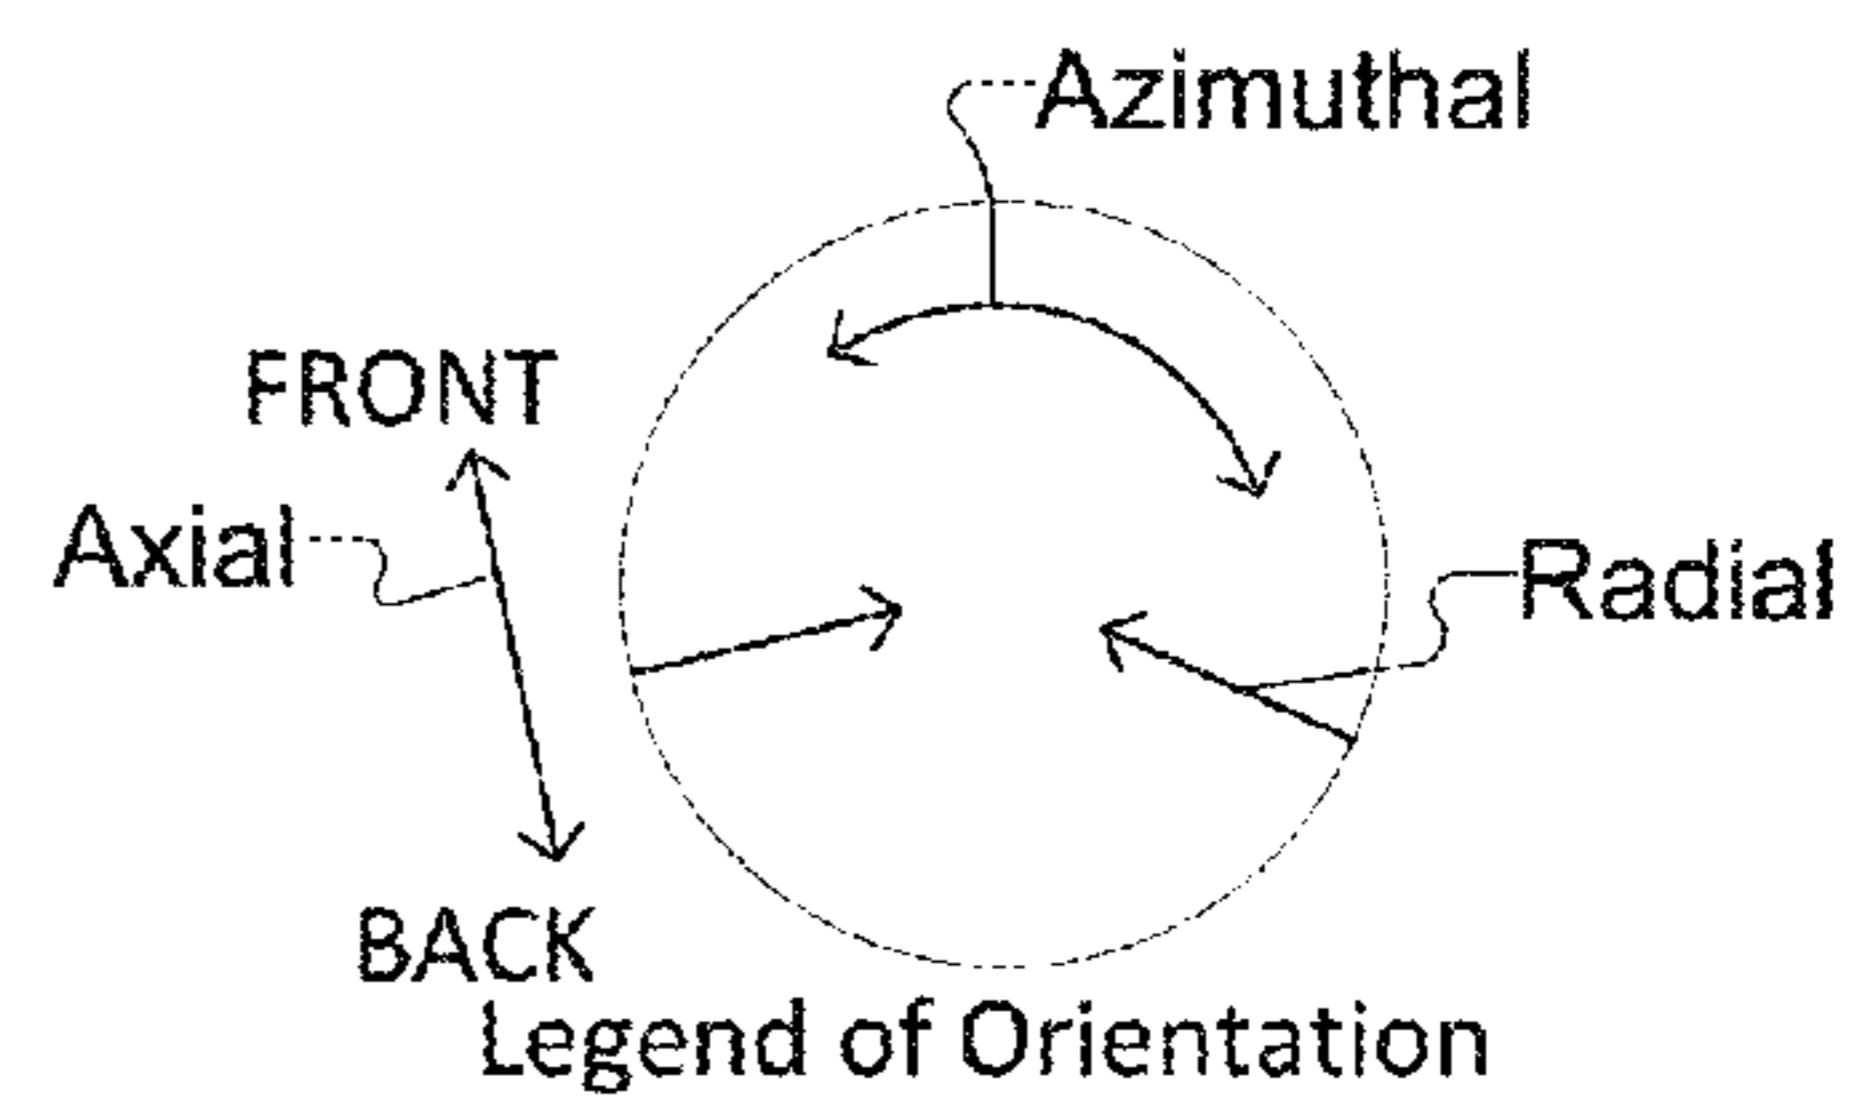 Azimuthal
FRONT
Axial
Radial
BACK
Legend of Orientation